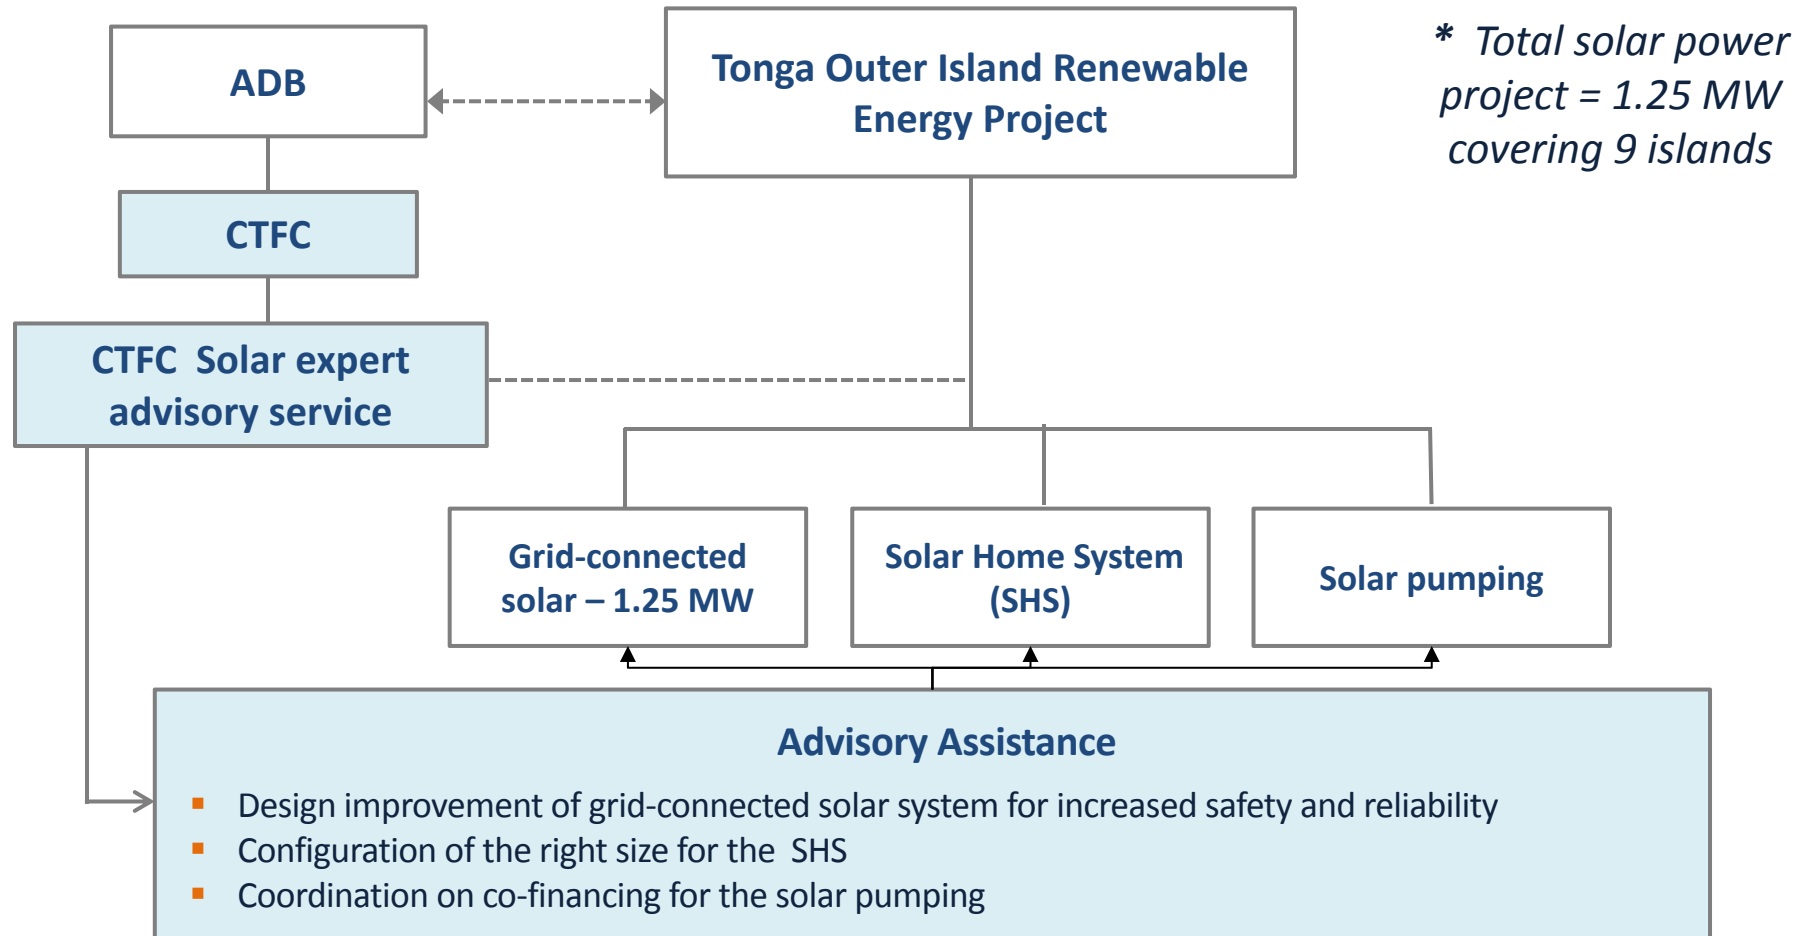 ADB
Tonga Outer Island Renewable
Energy Project
* Total solar power
project = 1.25 MW
covering 9 islands
CTFC
CTFC Solar expert
advisory service
Grid-connected
solar – 1.25 MW
Solar Home System
(SHS)
Solar pumping
Advisory Assistance
▪ Design improvement of grid-connected solar system for increased safety and reliability
▪ Configuration of the right size for the SHS
▪ Coordination on co-financing for the solar pumping